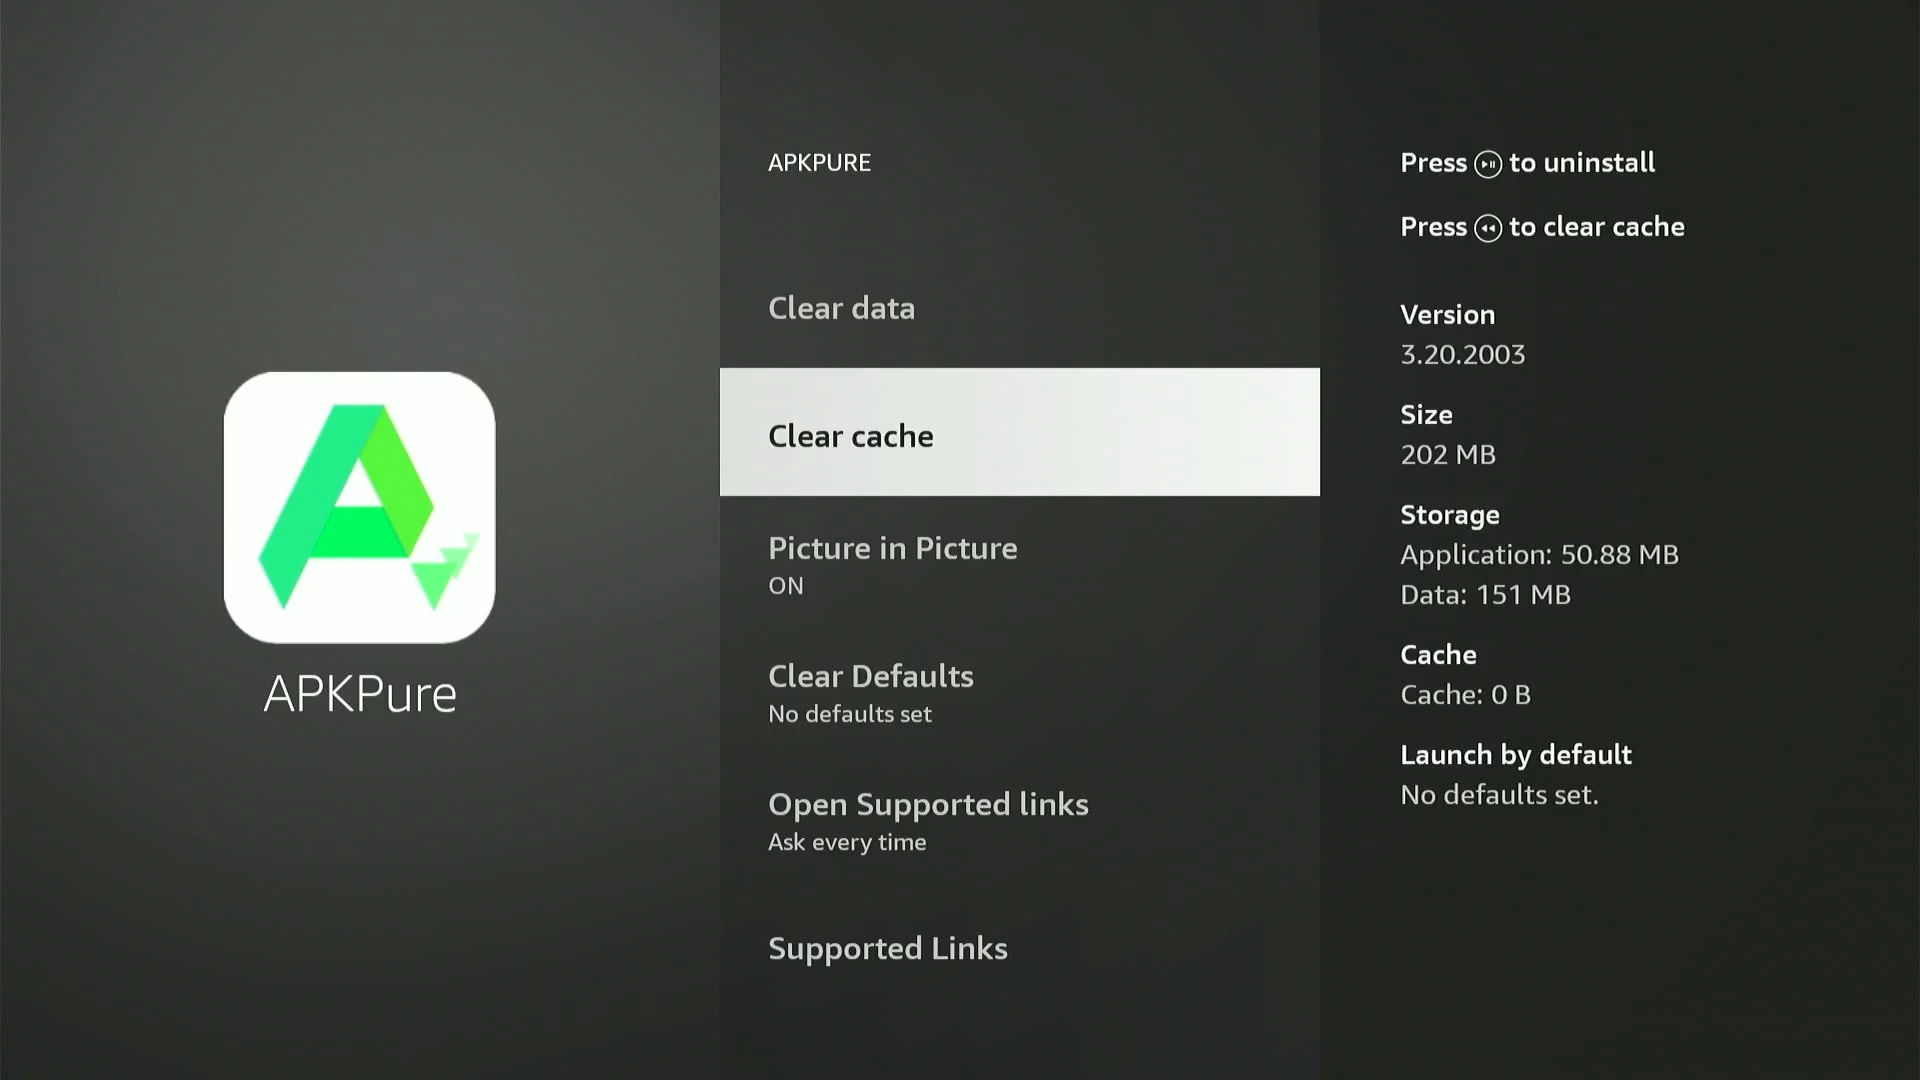 APKPure
APKPURE
Clear data
Clear cache
Picture in Picture
ON
Clear Defaults
No defaults set
Open Supported links
Ask every time
Supported Links
Press to uninstall
Press to clear cache
Version
3.20.2003
Size
202 MB
Storage
Application: 50.88 MB
Data: 151 MB
Cache
Cache: 0 B
Launch by default
No defaults set.